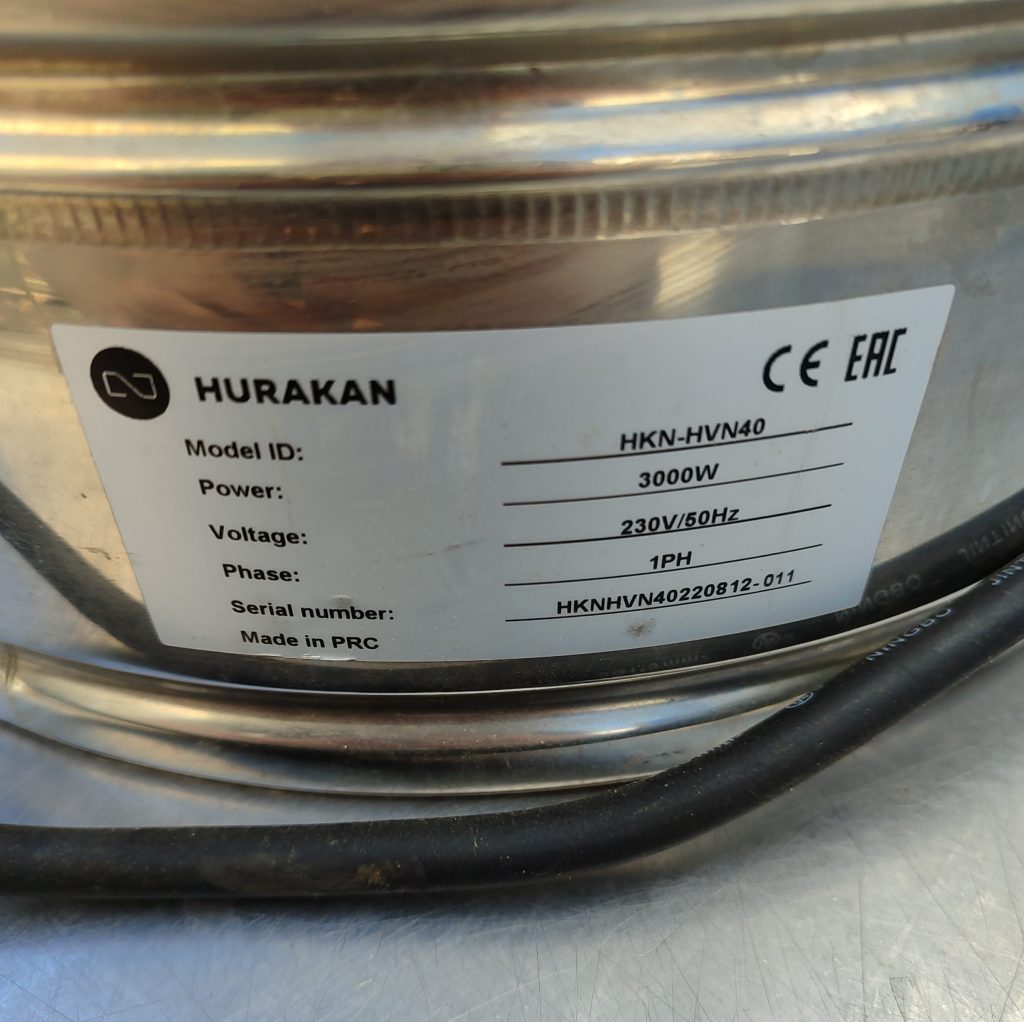 HURAKAN
CE EAC
Model ID: HKN-HVN40
Power: 3000W
Voltage: 230V/50Hz
Phase: 1PH
Serial number: HKNHVN40220812-011
Made in PRC
NINGBO